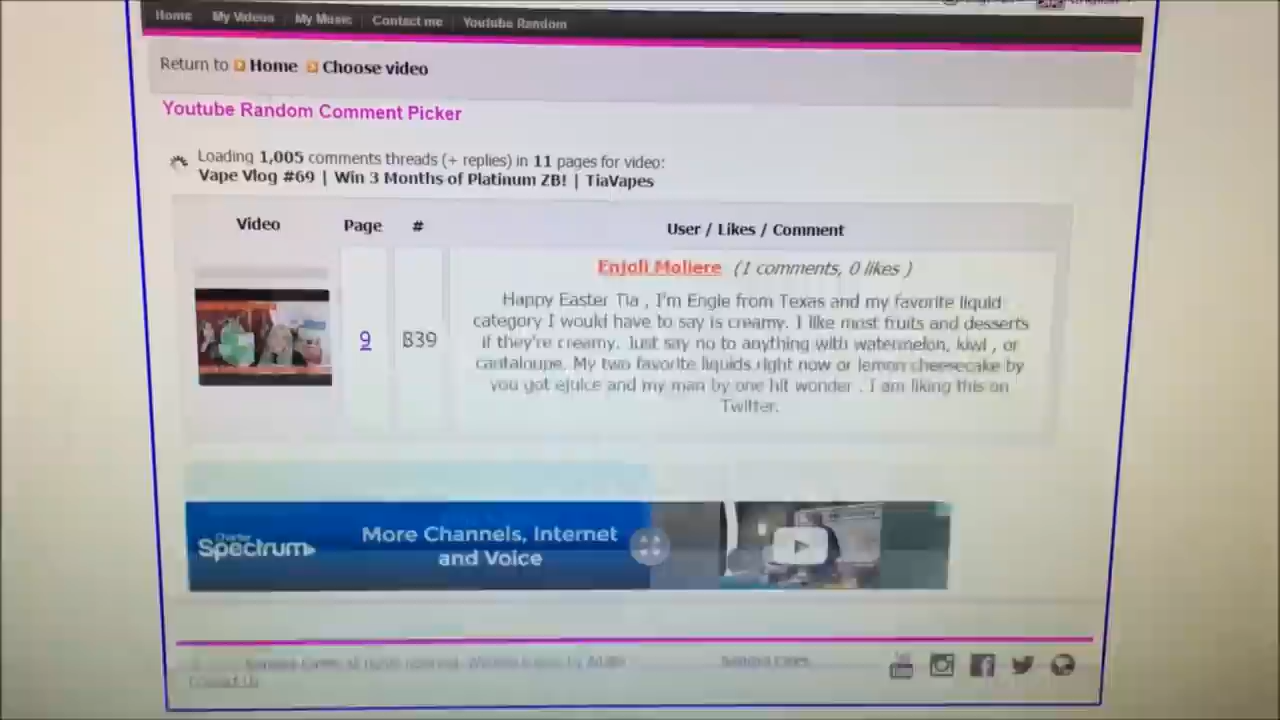 Home My Videos My Music Contact me Youtube Random
Return to Home Choose video
Youtube Random Comment Picker
Loading 1,005 comments threads (+ replies) in 11 pages for video:
Vape Vlog #69 | Win 3 Months of Platinum ZB! | TiaVapes
Video Page # User / Likes / Comment
Enjoli Moliere (1 comments, 0 likes )
Happy Easter Tia , I'm Engie from Texas and my favorite liquid
category I would have to say is creamy. I like most fruits and desserts
9 839
if they're creamy. Just say no to anything with watermelon, kiwi , or
cantaloupe. My two favorite liquids right now or lemon cheesecake by
you got ejuice and my man by one hit wonder . I am liking this on
Twitter.
Charter
Spectrum
More Channels, Internet
and Voice
Contact Us